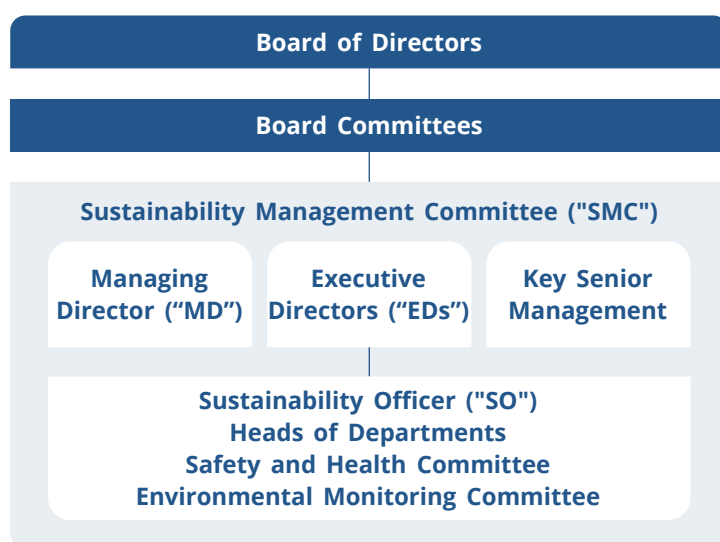 Board of Directors
Board Committees
Sustainability Management Committee ("SMC")
Managing
Director (“MD”)
Executive
Directors (“EDs”)
Key Senior
Management
Sustainability Officer ("SO")
Heads of Departments
Safety and Health Committee
Environmental Monitoring Committee